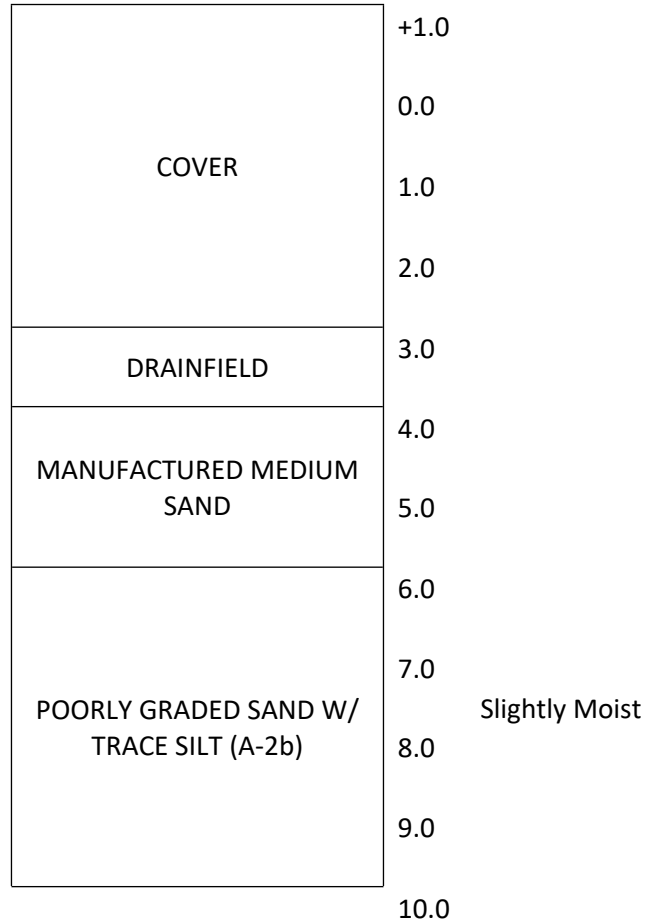 +1.0
0.0
COVER
1.0
2.0
3.0
DRAINFIELD
4.0
MANUFACTURED MEDIUM
SAND
5.0
6.0
7.0
POORLY GRADED SAND W/
TRACE SILT (A-2b)
Slightly Moist
8.0
9.0
10.0